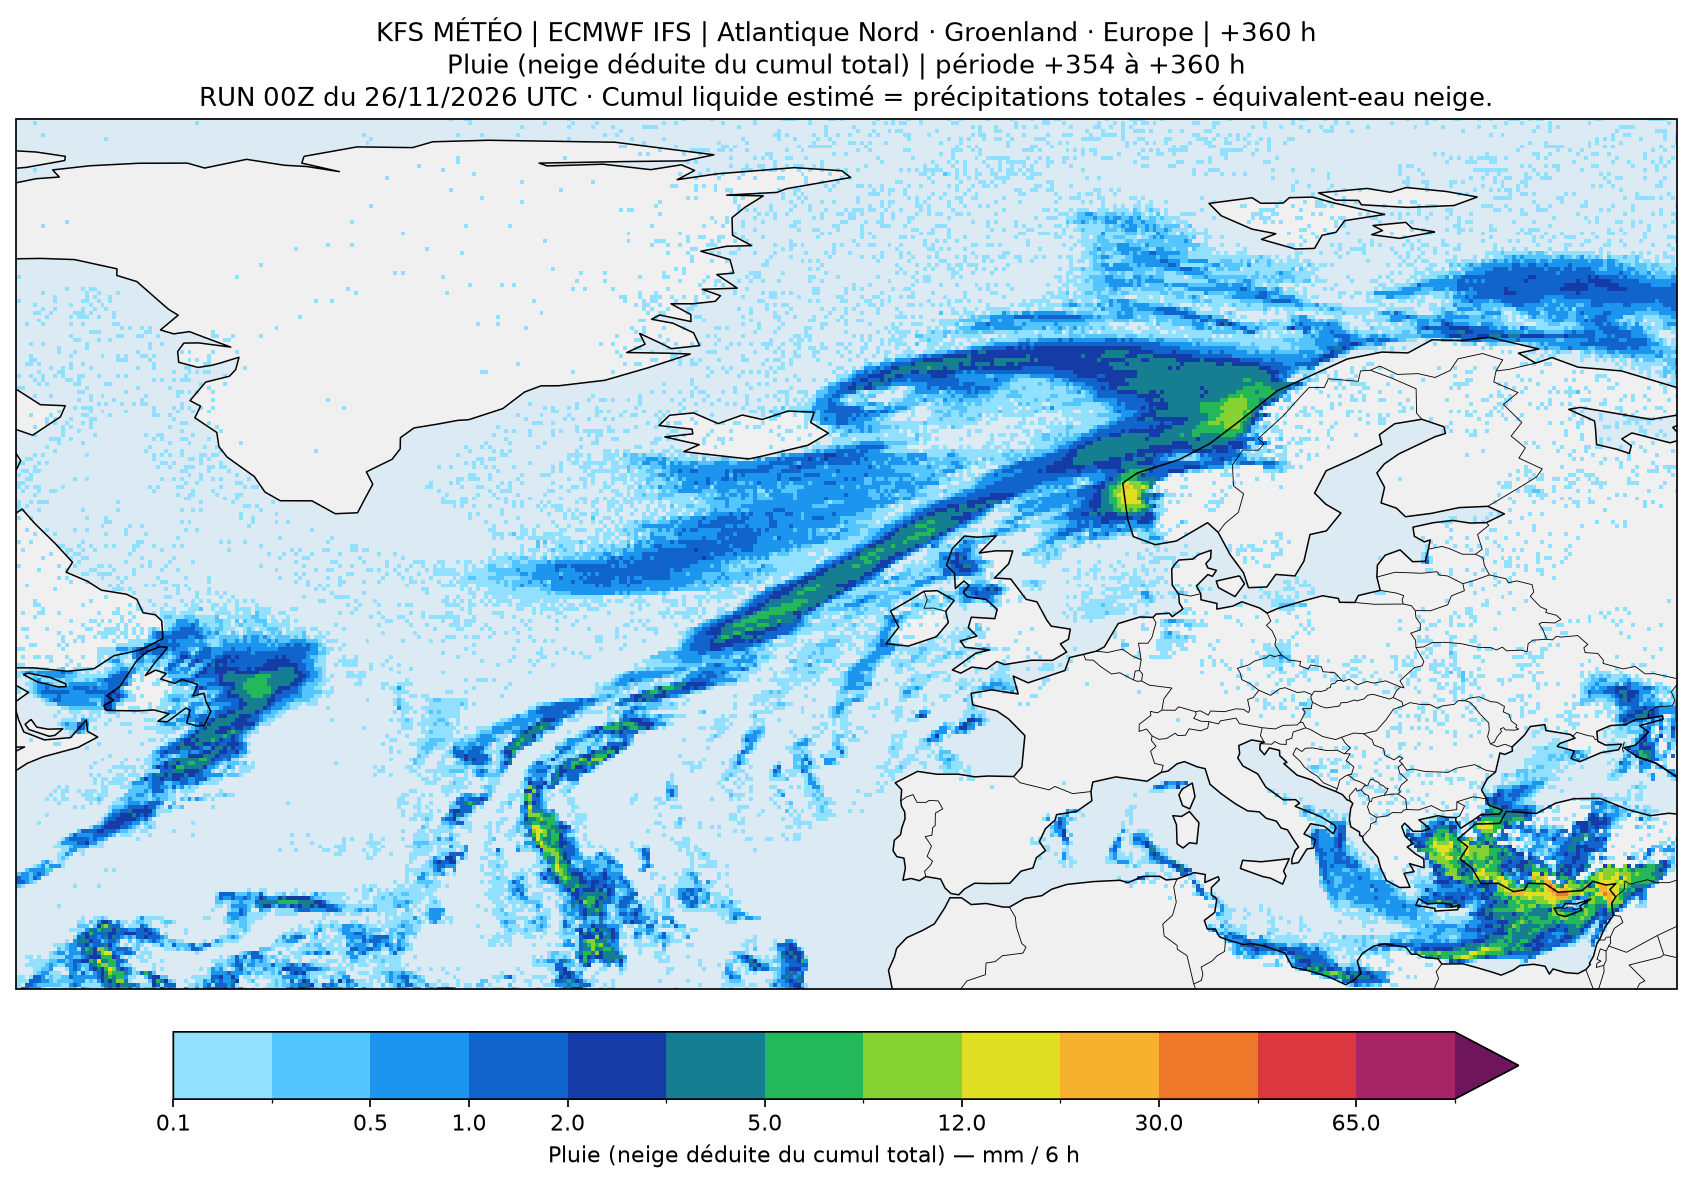 KFS MÉTÉO | ECMWF IFS | Atlantique Nord · Groenland · Europe | +360 h
Pluie (neige déduite du cumul total) | période +354 à +360 h
RUN 00Z du 26/11/2026 UTC · Cumul liquide estimé = précipitations totales - équivalent-eau neige.
0.1 0.5 1.0 2.0 5.0 12.0 30.0 65.0
Pluie (neige déduite du cumul total) — mm / 6 h